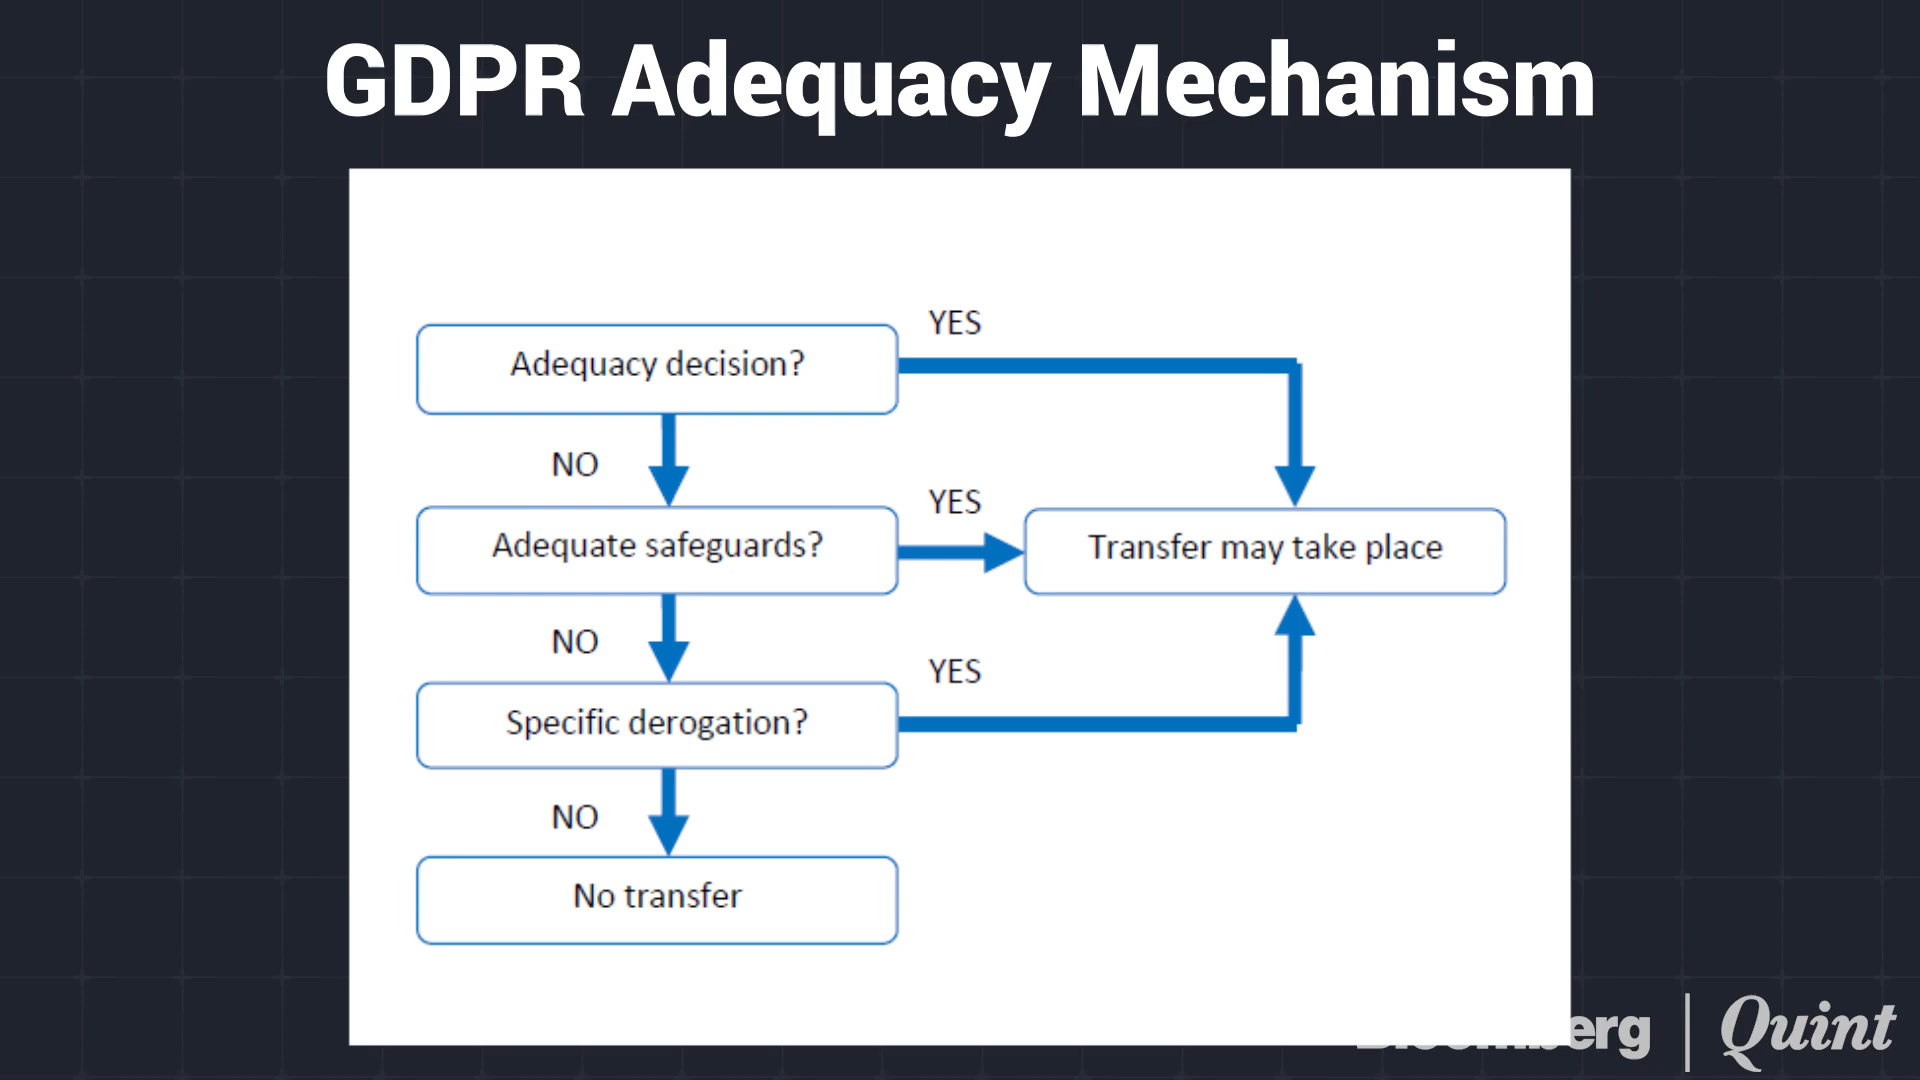 GDPR Adequacy Mechanism
YES
Adequacy decision?
NO
YES
Adequate safeguards?
Transfer may take place
NO
YES
Specific derogation?
NO
No transfer
Quint